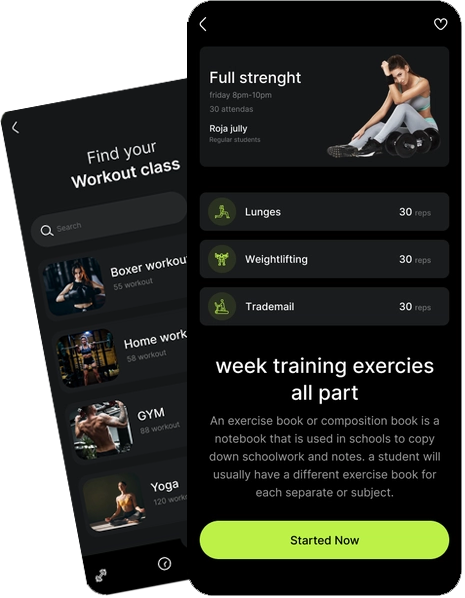 Find your
Workout class
Search
Boxer workou
55 workout
Home work
58 workout
GYM
88 workout
Yoga
120 work
Full strenght
friday 8pm-10pm
30 attendas
Roja jully
Regular students
Lunges 30 reps
Weightlifting 30 reps
Trademail 30 reps
week training exercies
all part
An exercise book or composition book is a
notebook that is used in schools to copy
down schoolwork and notes. a student will
usually have a different exercise book for
each separate or subject.
Started Now